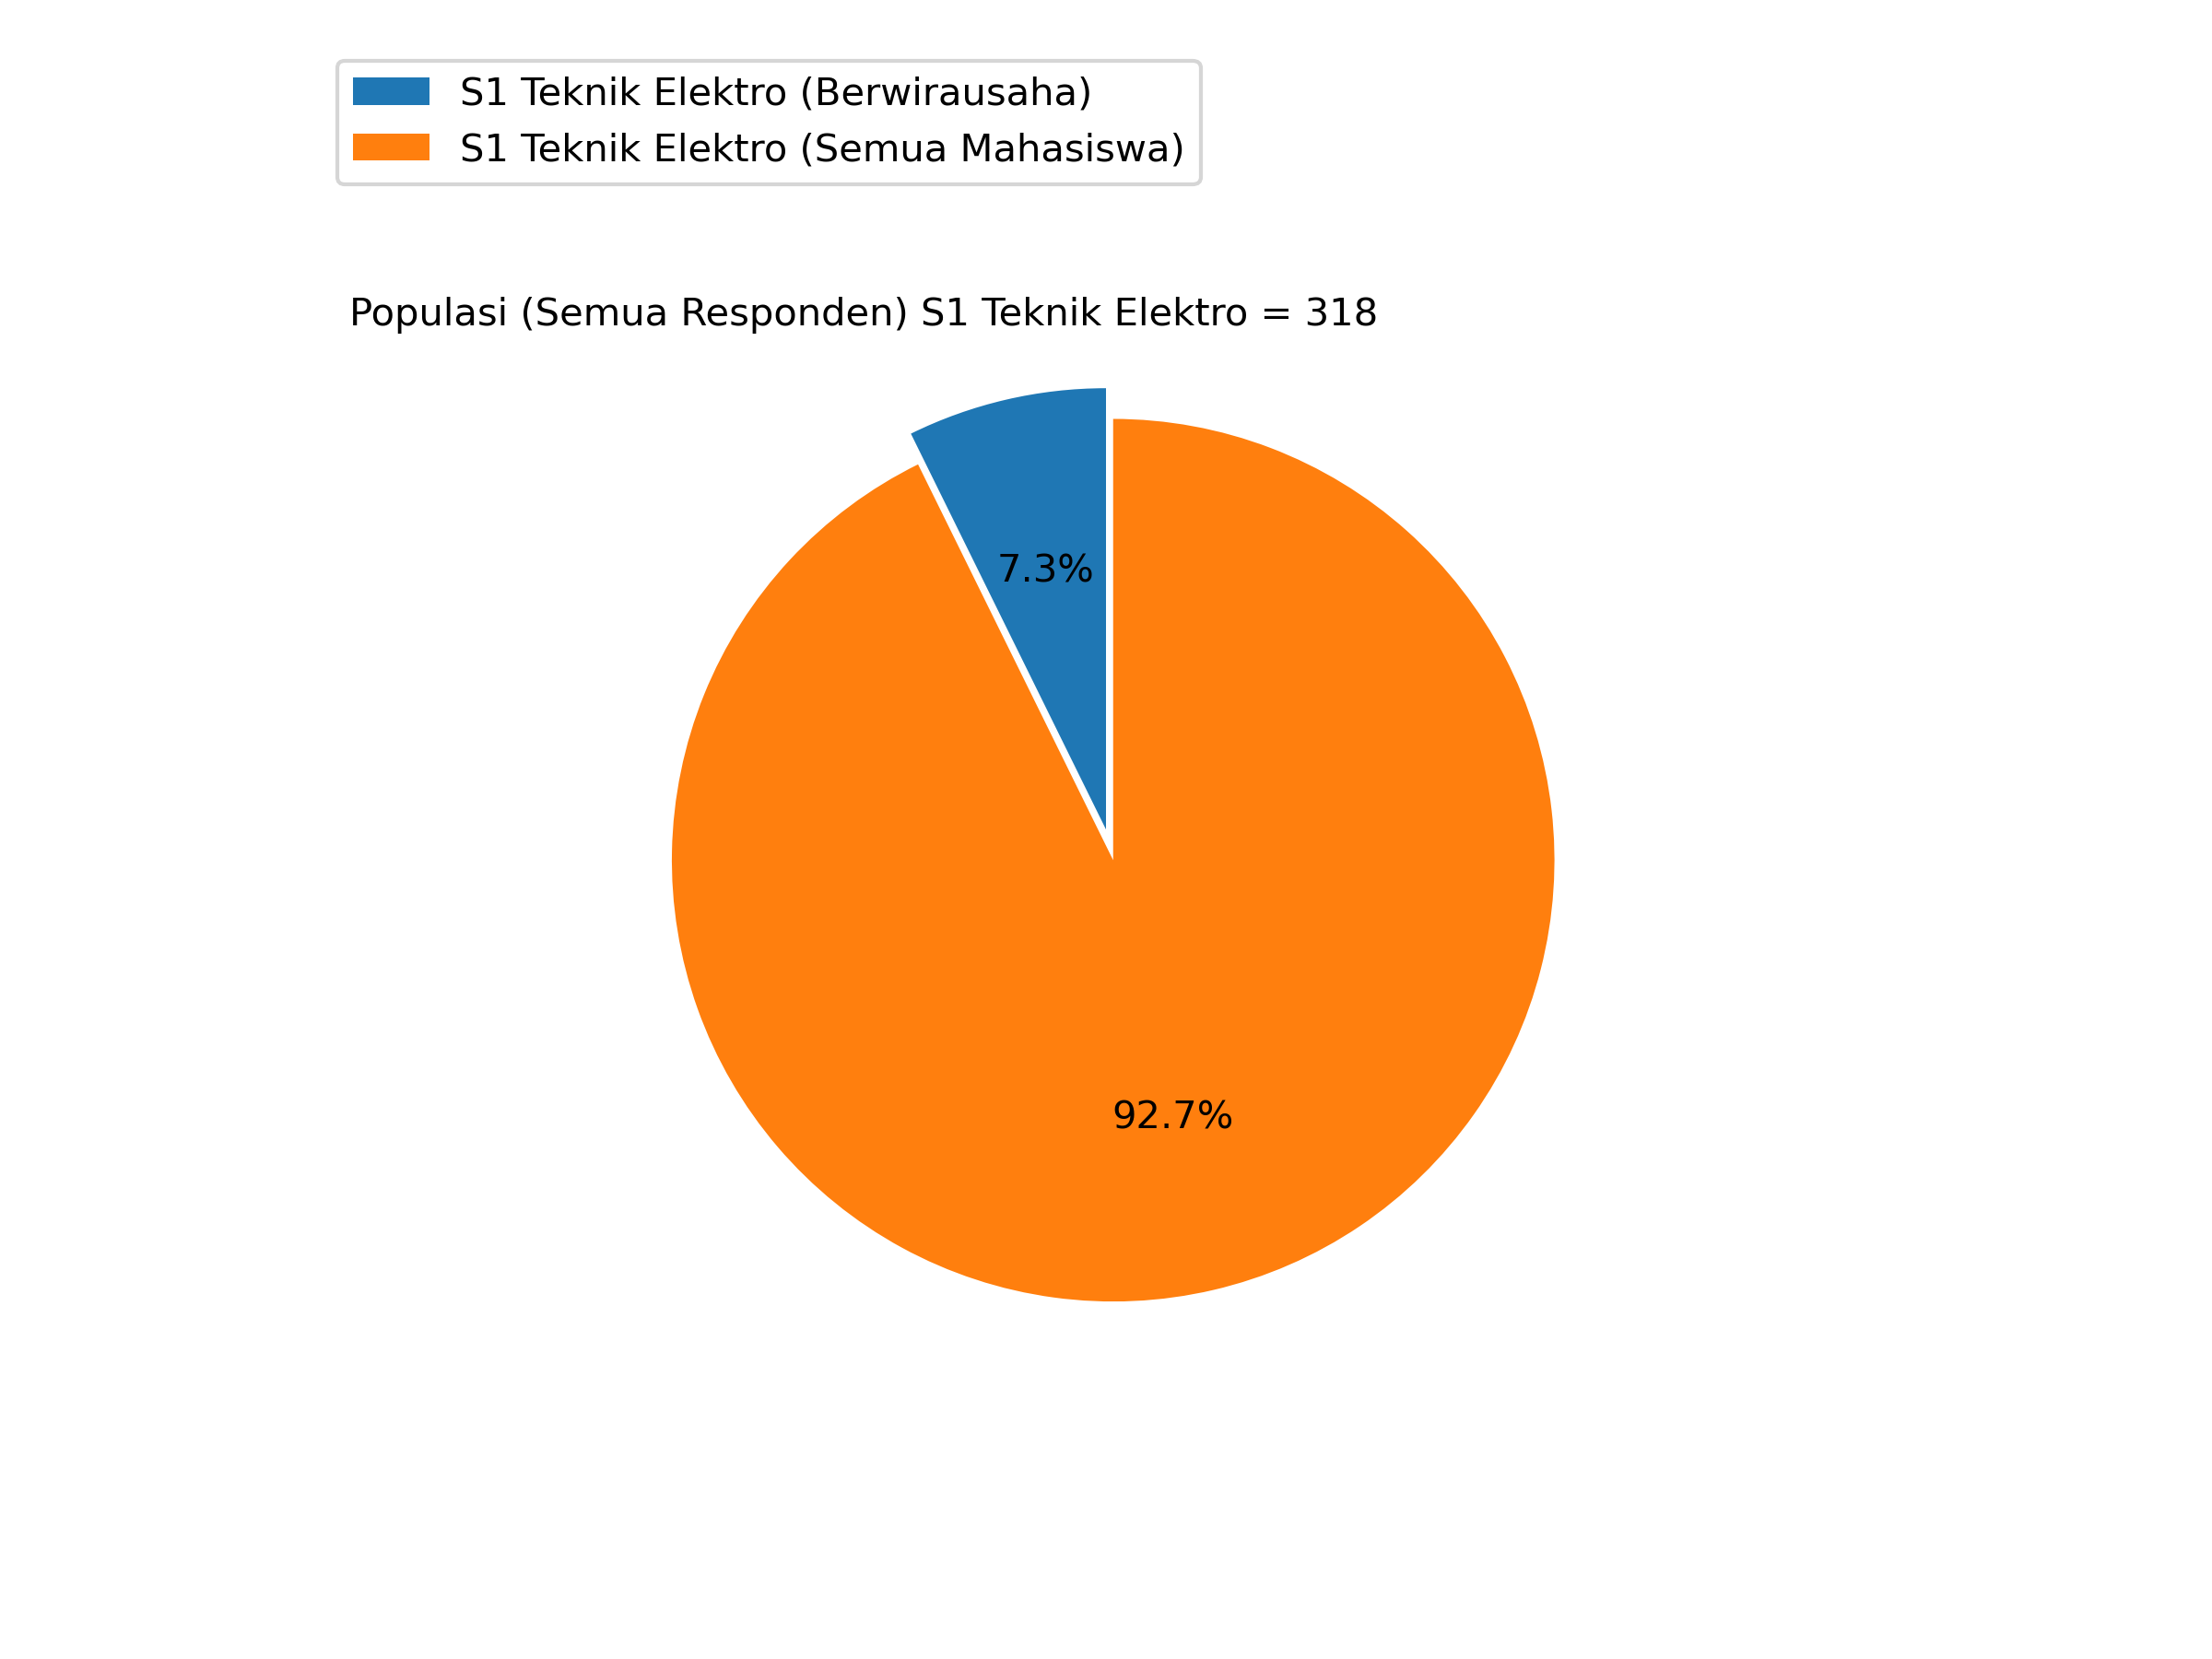 S1 Teknik Elektro (Berwirausaha)
S1 Teknik Elektro (Semua Mahasiswa)
Populasi (Semua Responden) S1 Teknik Elektro = 318
7.3%
92.7%